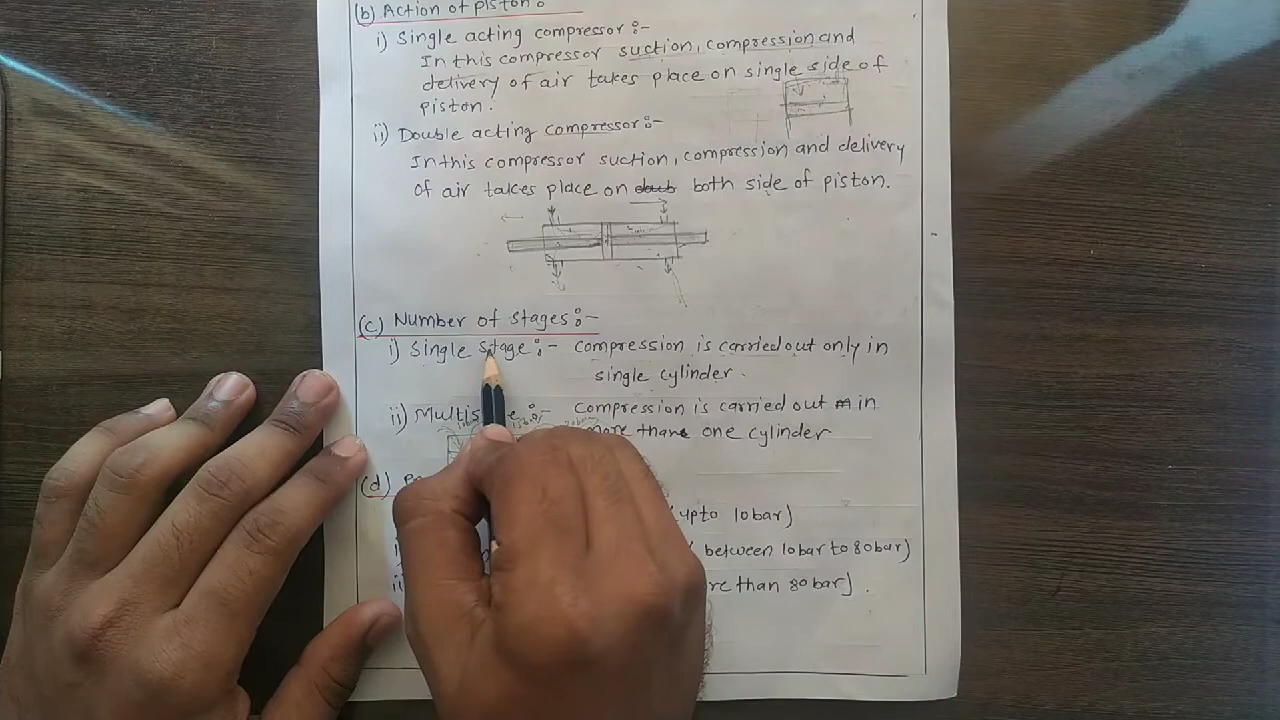 (b) Action of piston:
i) Single acting compressor:-
In this compressor suction, compression and
delivery of air takes place on single side of
piston.
ii) Double acting compressor:-
In this compressor suction, compression and delivery
of air takes place on both side of piston.
(c) Number of stages:-
i) Single stage:- compression is carried out only in
single cylinder.
ii) Multist e:- compression is carried out in
more than one cylinder
(d)
(upto 10bar)
(between 10bar to 80bar)
re than 80bar).